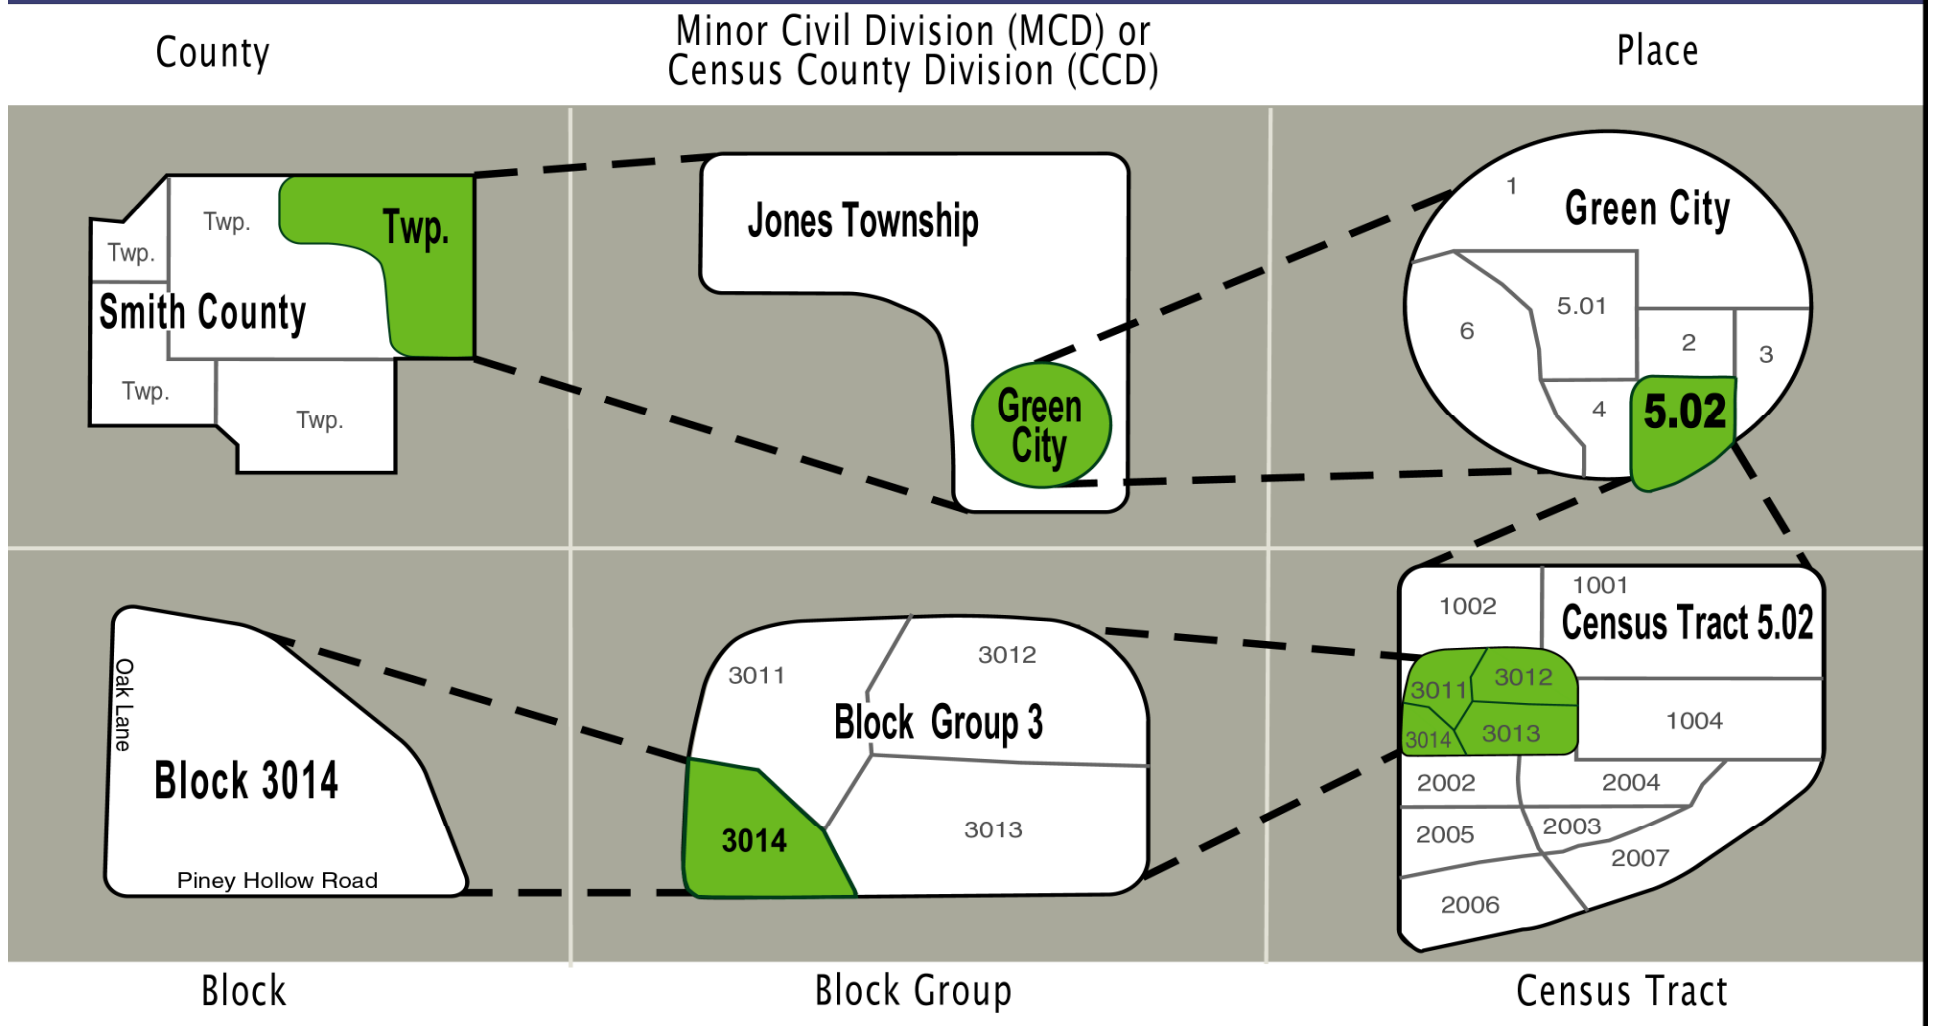 County
Minor Civil Division (MCD) or
Census County Division (CCD)
Place
Twp.
Twp.
Twp.
Smith County
Twp.
Twp.
Jones Township
Green
City
1
Green City
5.01
6
2
3
4
5.02
Oak Lane
Block 3014
Piney Hollow Road
3011
3012
Block Group 3
3014
3013
1001
1002
Census Tract 5.02
3011
3012
1004
3014
3013
2002
2004
2005
2003
2007
2006
Block
Block Group
Census Tract